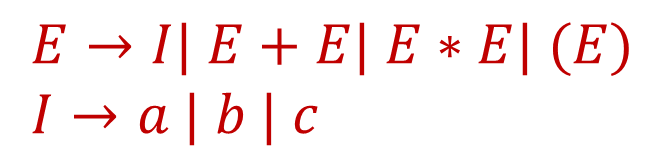 E → I| E + E| E ∗ E| (E)
I → a | b | c